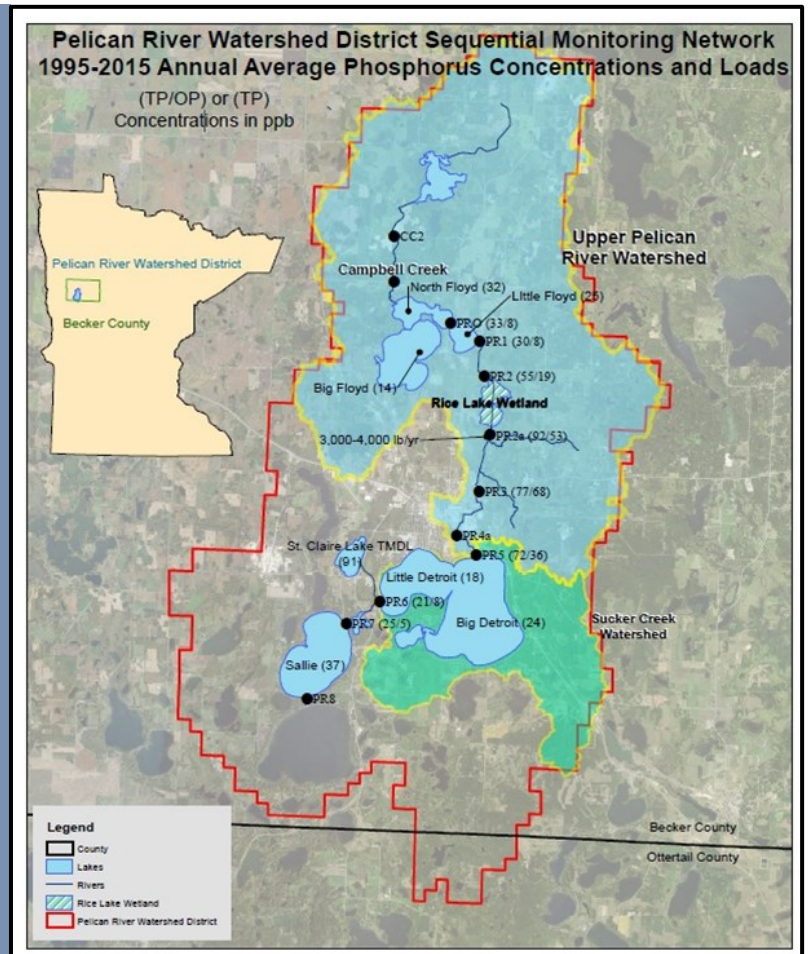 Pelican River Watershed District Sequential Monitoring Network
1995-2015 Annual Average Phosphorus Concentrations and Loads
(TP/OP) or (TP)
Concentrations in ppb
CC2
Upper Pelican
River Watershed
Pelican River Watershed District
Campbell Creek
North Floyd (32)
LIttle Floyd (25)
Becker County
PRO (33/8)
PR1 (30/8)
PR2 (55/19)
Big Floyd (14)
Rice Lake Wetland
3,000-4,000 lb/yr
PR2a (92/53)
PR3 (77/68)
PR4a
St. Claire Lake TMDL
(91)
PR5 (72/36)
Little Detroit (18)
PR6 (21/8)
PR7 (25/5)
Big Detroit (24)
Sucker Creek
Watershed
Sallie (37)
PR8
Legend
County
Lakes
Rivers
Rice Lake Wetland
Pelican River Watershed District
Becker County
Ottertail County